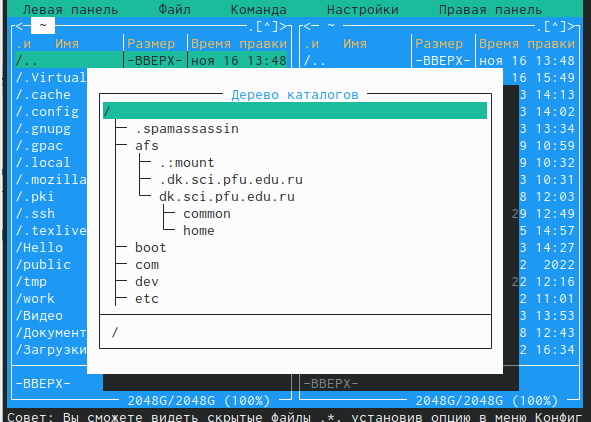 Левая панель Файл Команда Настройки Правая панель
<─ ~ .[^]> <─ ~ .[^]>
.и Имя Размер Время правки .и Имя Размер Время правки
/.. -ВВЕРХ- ноя 16 13:48 /.. -ВВЕРХ- ноя 16 13:48
/.Virtual 16 15:49
/.cache 3 14:13
/.config 3 14:02
/.gnupg 3 13:34
/.gpac 9 10:59
/.local 9 10:32
/.mozilla 3 10:31
/.pki 8 12:03
/.ssh 29 12:49
/.texlive 5 14:57
/Hello 3 14:27
/public 2 2022
/tmp 22 12:16
/work 2 11:01
/Видео 3 13:53
/Документ 8 12:43
/Загрузки 2 16:34
Дерево каталогов
/
.spamassassin
afs
.:mount
.dk.sci.pfu.edu.ru
dk.sci.pfu.edu.ru
common
home
boot
com
dev
etc
/
-ВВЕРХ- -ВВЕРХ-
2048G/2048G (100%) 2048G/2048G (100%)
Совет: Вы сможете видеть скрытые файлы .*, установив опцию в меню Конфиг